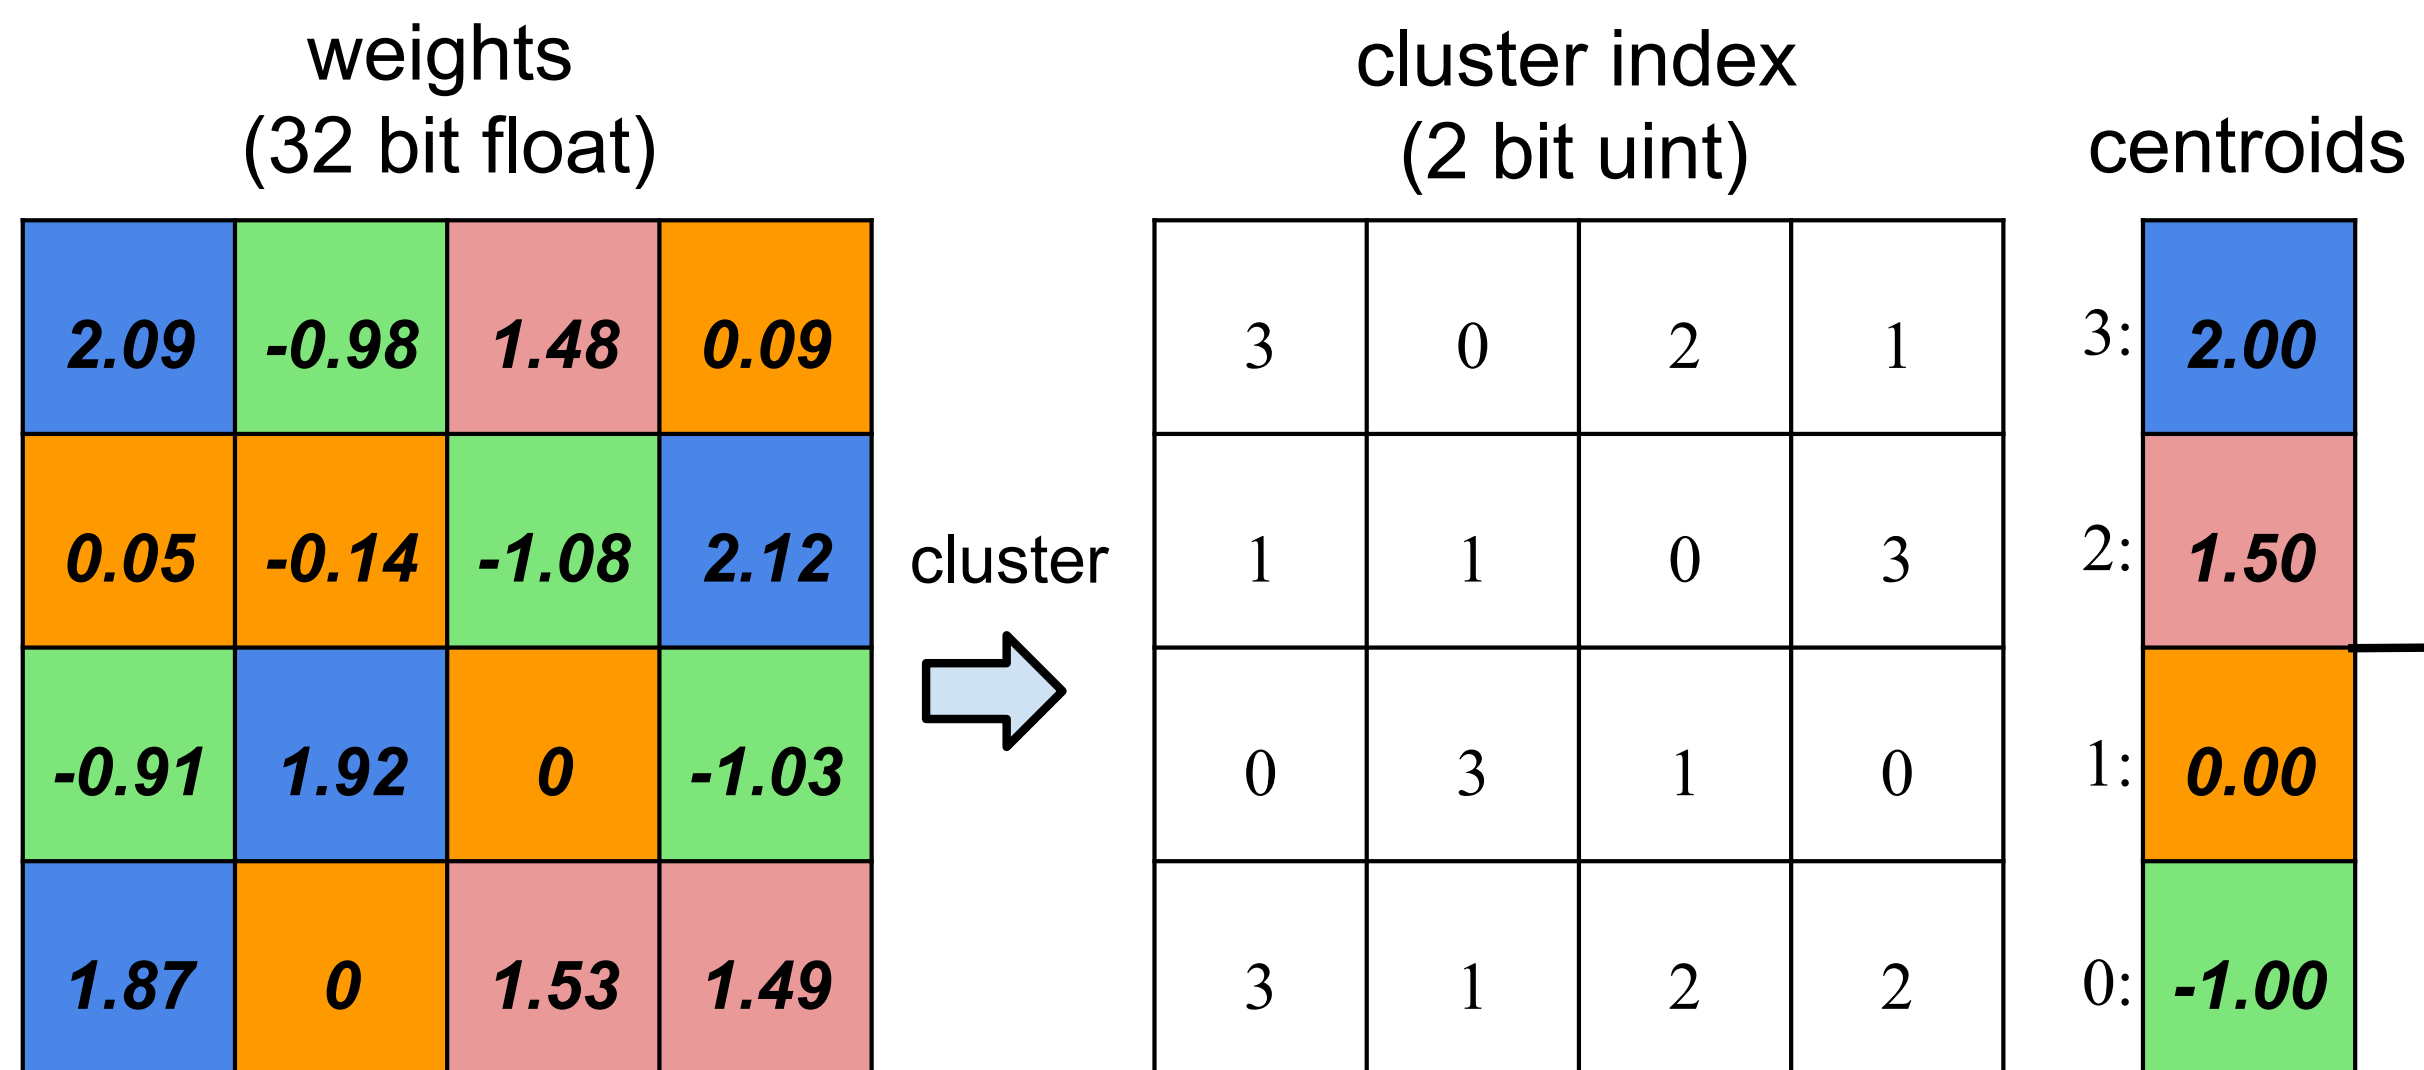 weights
(32 bit float)
cluster index
(2 bit uint)
centroids
2.09 -0.98 1.48 0.09
0.05 -0.14 -1.08 2.12
-0.91 1.92 0 -1.03
1.87 0 1.53 1.49
cluster
3 0 2 1
1 1 0 3
0 3 1 0
3 1 2 2
3: 2.00
2: 1.50
1: 0.00
0: -1.00